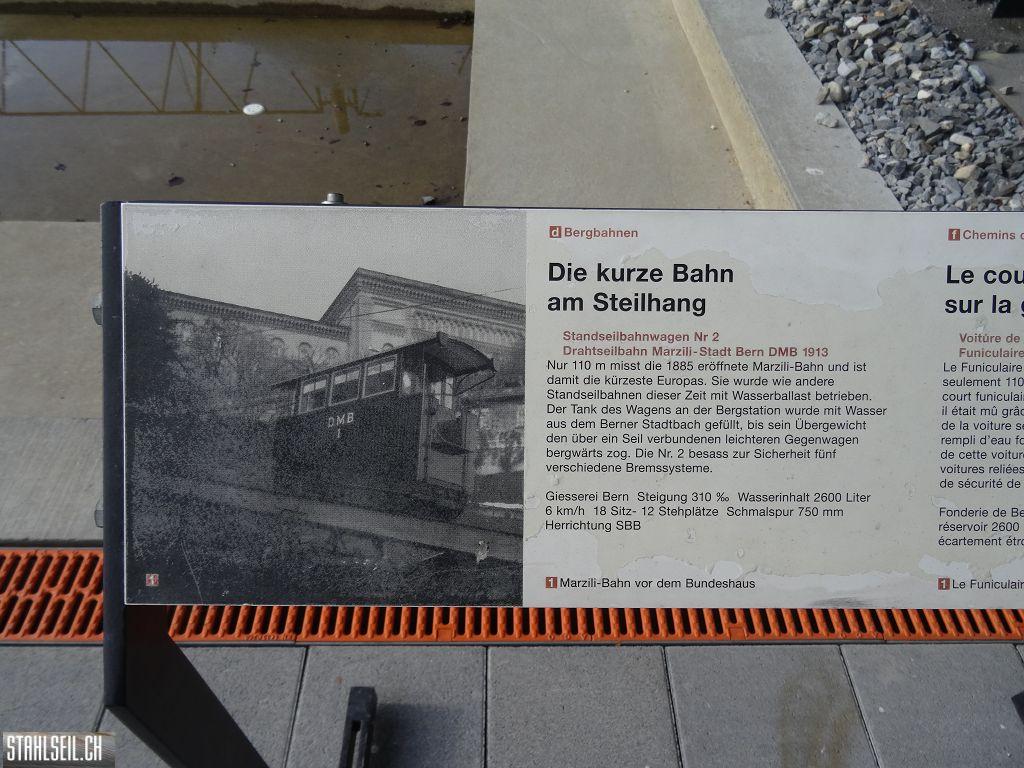 d Bergbahnen
Die kurze Bahn
am Steilhang
Standseilbahnwagen Nr 2
Drahtseilbahn Marzili-Stadt Bern DMB 1913
Nur 110 m misst die 1885 eröffnete Marzili-Bahn und ist
damit die kürzeste Europas. Sie wurde wie andere
Standseilbahnen dieser Zeit mit Wasserballast betrieben.
Der Tank des Wagens an der Bergstation wurde mit Wasser
aus dem Berner Stadtbach gefüllt, bis sein Übergewicht
den über ein Seil verbundenen leichteren Gegenwagen
bergwärts zog. Die Nr. 2 besass zur Sicherheit fünf
verschiedene Bremssysteme.
Giesserei Bern Steigung 310 ‰ Wasserinhalt 2600 Liter
6 km/h 18 Sitz- 12 Stehplätze Schmalspur 750 mm
Herrichtung SBB
1 Marzili-Bahn vor dem Bundeshaus
f Chemins
Le cou
sur la
Voiture de
Funiculaire
Le Funiculaire
seulement 110
court funiculai
il était mû grâc
de la voiture se
rempli d'eau fo
de cette voiture
voitures reliées
de sécurité de
Fonderie de Be
réservoir 2600
écartement étro
1 Le Funiculair
DMB
1
1
STAHLSEIL.CH